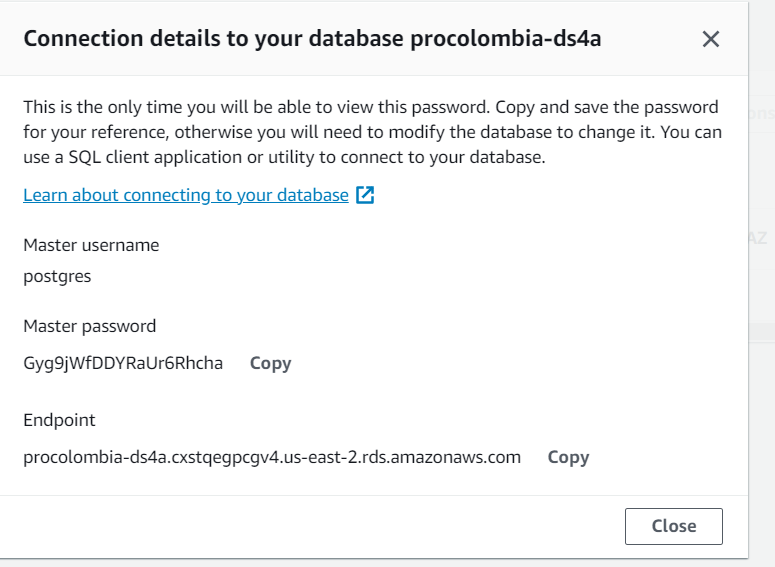 Connection details to your database procolombia-ds4a
This is the only time you will be able to view this password. Copy and save the password
for your reference, otherwise you will need to modify the database to change it. You can
use a SQL client application or utility to connect to your database.
Learn about connecting to your database
Master username
postgres
Master password
Gyg9jWfDDYRaUr6Rhcha Copy
Endpoint
procolombia-ds4a.cxstqegpcgv4.us-east-2.rds.amazonaws.com Copy
Close